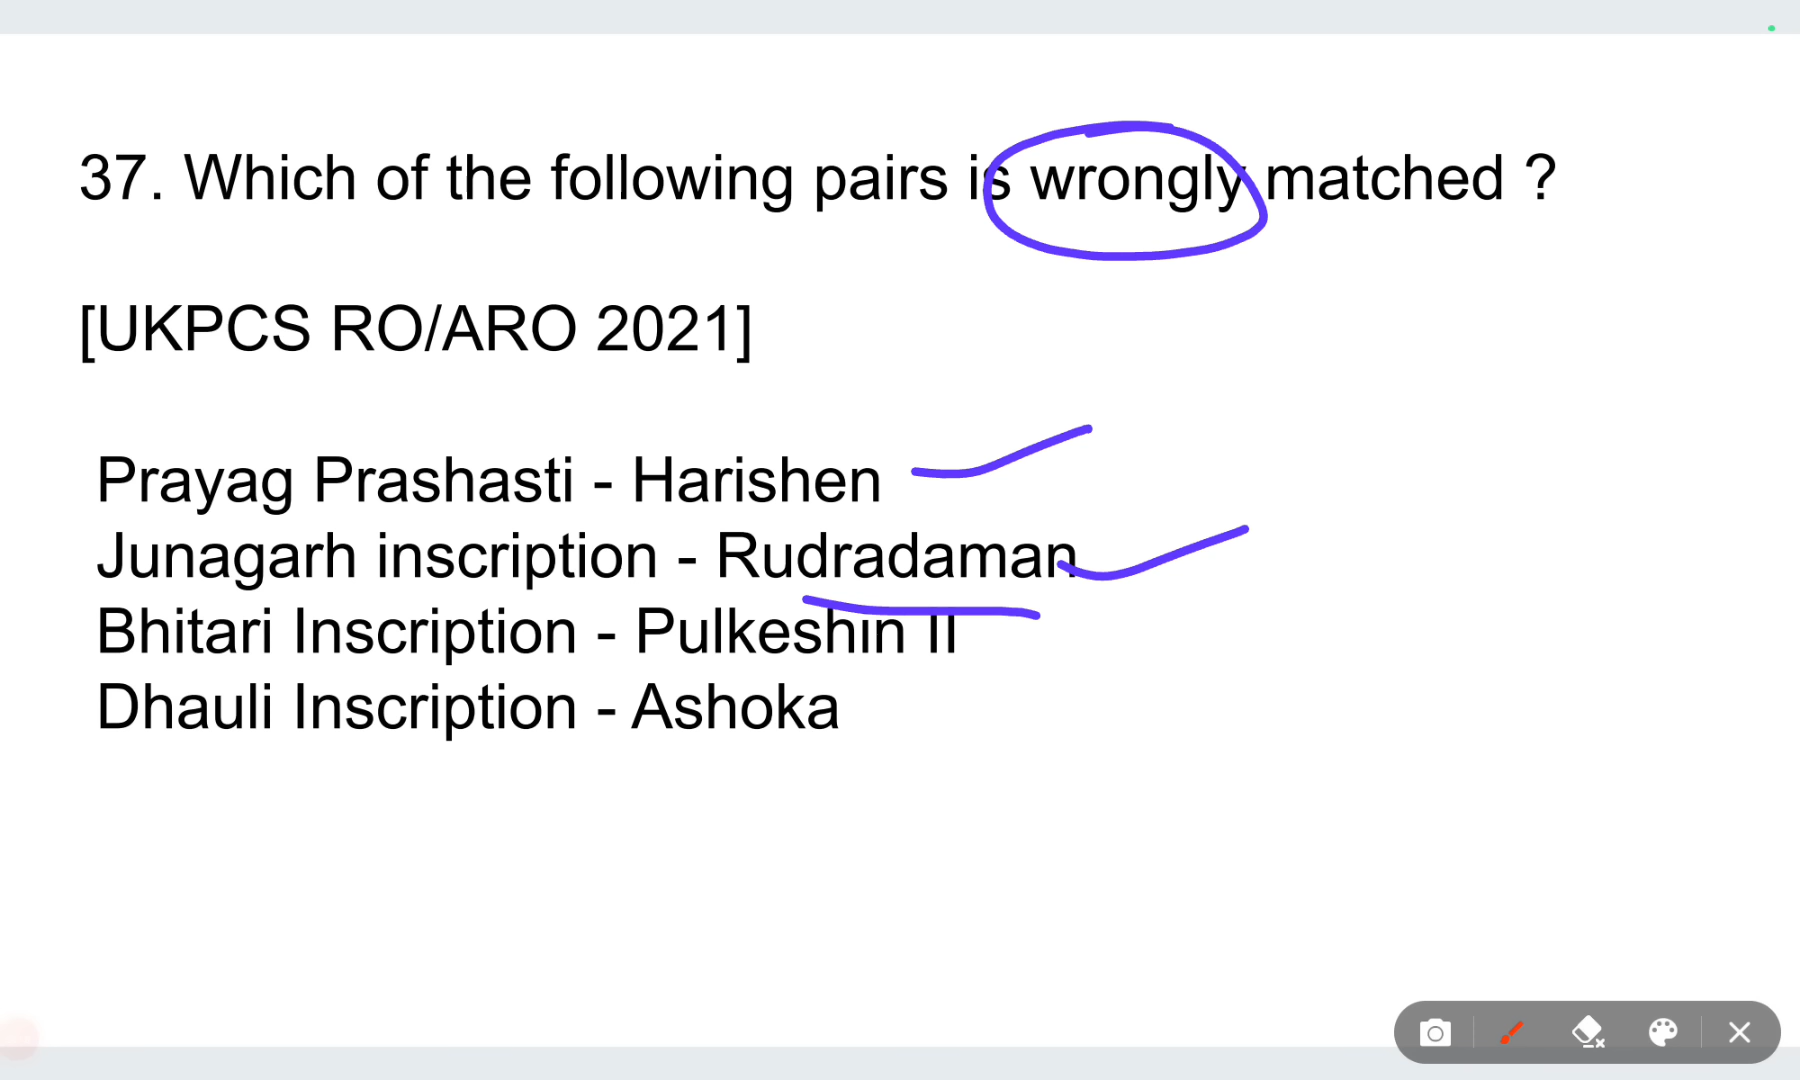 37. Which of the following pairs is wrongly matched ?
[UKPCS RO/ARO 2021]
Prayag Prashasti - Harishen
Junagarh inscription - Rudradaman
Bhitari Inscription - Pulkeshin II
Dhauli Inscription - Ashoka